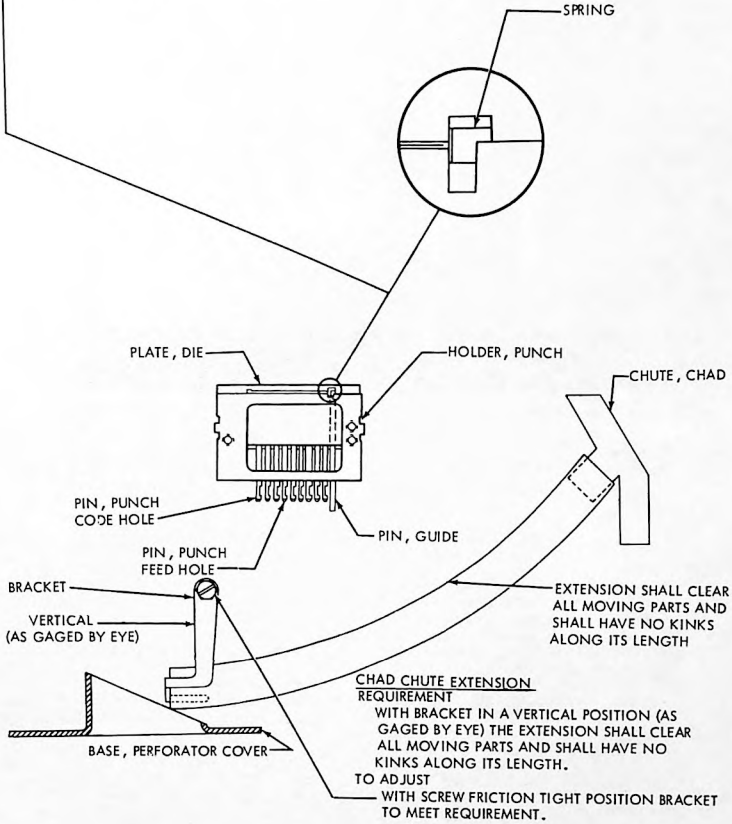 SPRING
PLATE, DIE
HOLDER, PUNCH
CHUTE, CHAD
PIN, PUNCH
CODE HOLE
PIN, PUNCH
FEED HOLE
PIN, GUIDE
BRACKET
VERTICAL
(AS GAGED BY EYE)
EXTENSION SHALL CLEAR
ALL MOVING PARTS AND
SHALL HAVE NO KINKS
ALONG ITS LENGTH
BASE, PERFORATOR COVER
CHAD CHUTE EXTENSION
REQUIREMENT
WITH BRACKET IN A VERTICAL POSITION (AS
GAGED BY EYE) THE EXTENSION SHALL CLEAR
ALL MOVING PARTS AND SHALL HAVE NO
KINKS ALONG ITS LENGTH.
TO ADJUST
WITH SCREW FRICTION TIGHT POSITION BRACKET
TO MEET REQUIREMENT.